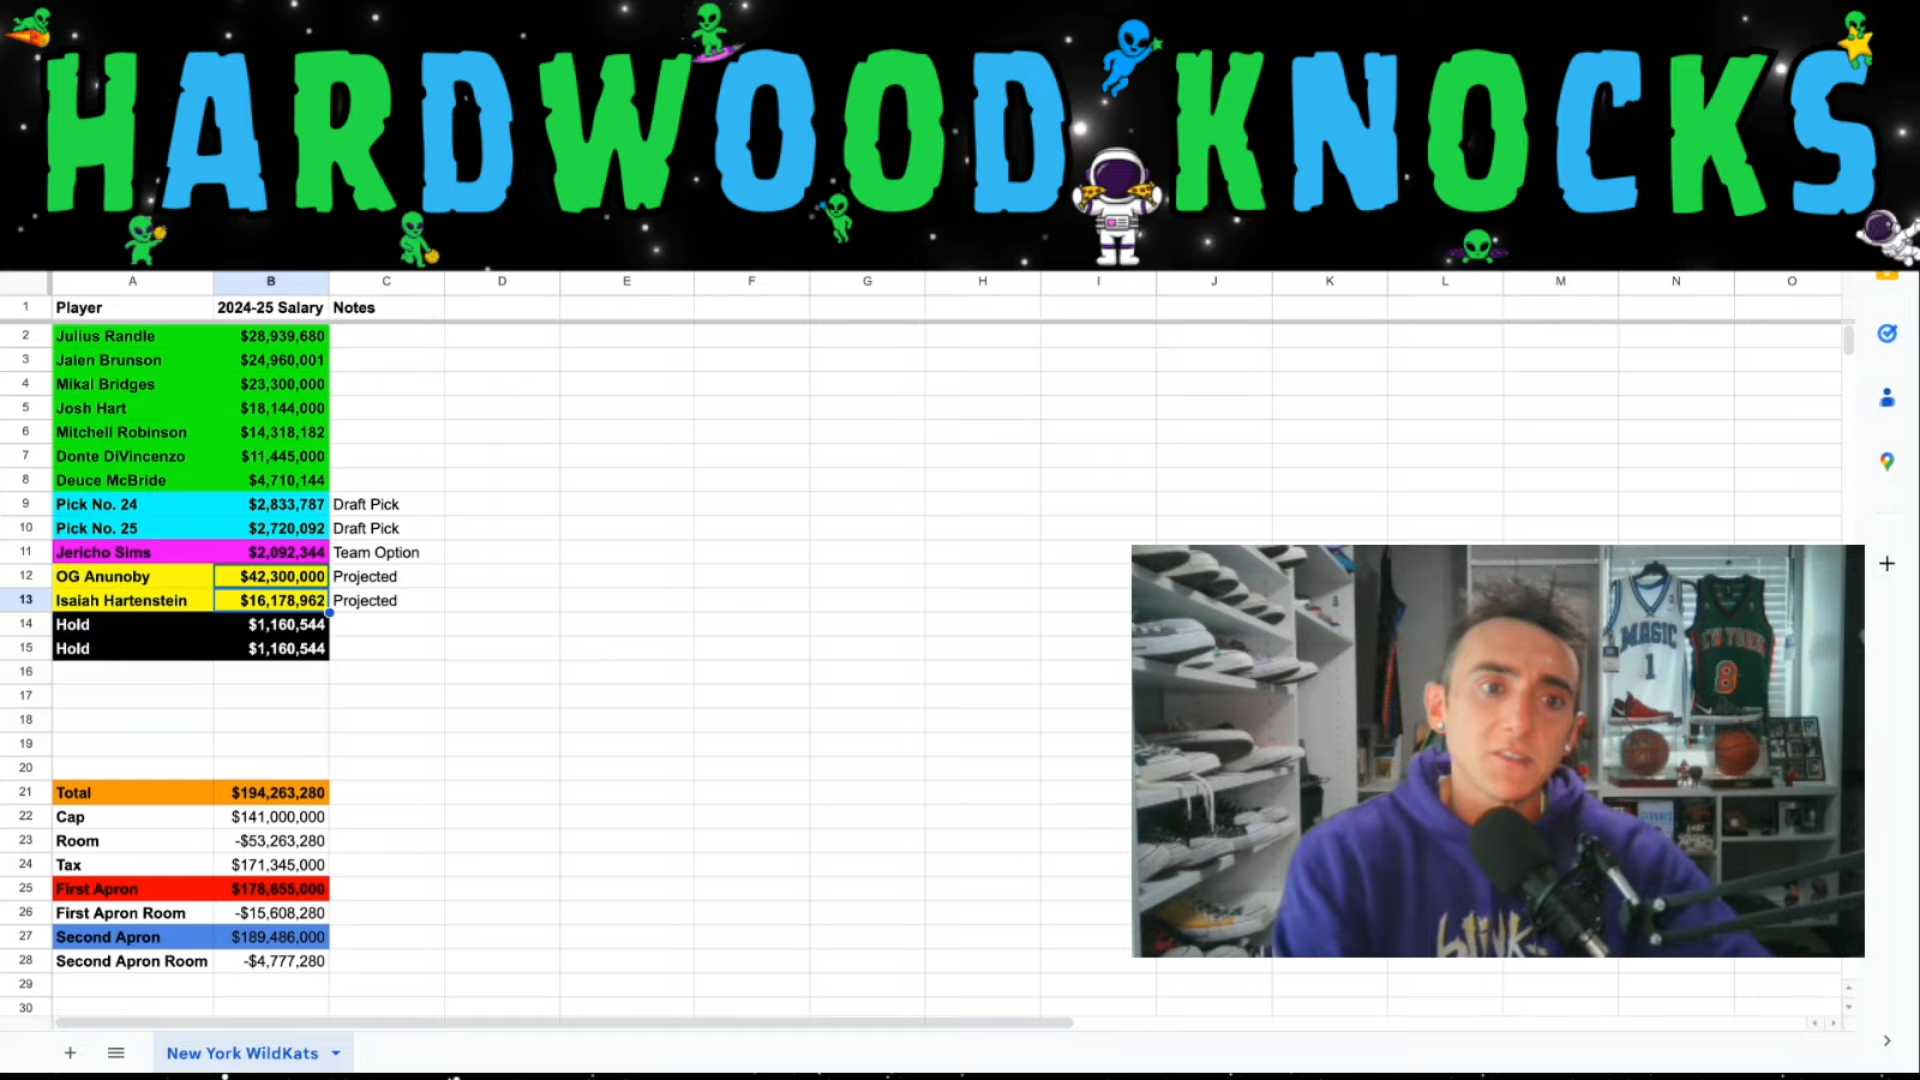 HARDWOOD KNOCKS
A B C D E F G H I J K L M N O
1 Player 2024-25 Salary Notes
2 Julius Randle $28,939,680
3 Jalen Brunson $24,960,001
4 Mikal Bridges $23,300,000
5 Josh Hart $18,144,000
6 Mitchell Robinson $14,318,182
7 Donte DiVincenzo $11,445,000
8 Deuce McBride $4,710,144
9 Pick No. 24 $2,833,787 Draft Pick
10 Pick No. 25 $2,720,092 Draft Pick
11 Jericho Sims $2,092,344 Team Option
12 OG Anunoby $42,300,000 Projected
13 Isaiah Hartenstein $16,178,962 Projected
14 Hold $1,160,544
15 Hold $1,160,544
16
17
18
19
20
21 Total $194,263,280
22 Cap $141,000,000
23 Room -$53,263,280
24 Tax $171,345,000
25 First Apron $178,655,000
26 First Apron Room -$15,608,280
27 Second Apron $189,486,000
28 Second Apron Room -$4,777,280
29
30
New York WildKats
MAGIC
1
NEW YORK
8
blink-